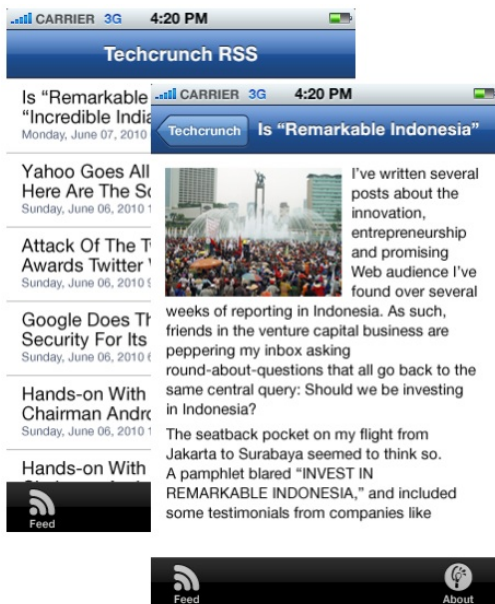 CARRIER 3G 4:20 PM
Techcrunch RSS
Is “Remarkable
“Incredible India
Monday, June 07, 2010
Yahoo Goes All
Here Are The
Sunday, June 06, 2010
Attack Of The
Awards Twitter
Sunday, June 06, 2010
Google Does
Security For Its
Sunday, June 06, 2010
Hands-on With
Chairman
Sunday, June 06, 2010
Hands-on With
Feed
CARRIER 3G 4:20 PM
Techcrunch Is “Remarkable Indonesia”
I've written several
posts about the
innovation,
entrepreneurship
and promising
Web audience I've
found over several
weeks of reporting in Indonesia. As such,
friends in the venture capital business are
peppering my inbox asking
round-about-questions that all go back to the
same central query: Should we be investing
in Indonesia?
The seatback pocket on my flight from
Jakarta to Surabaya seemed to think so.
A pamphlet blared “INVEST IN
REMARKABLE INDONESIA,” and included
some testimonials from companies like
Feed About